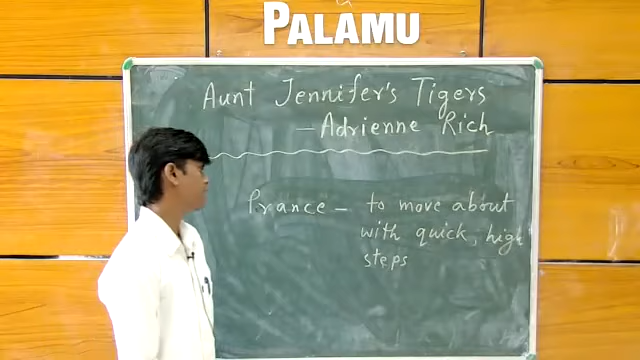 PALAMU
Aunt Jennifer's Tigers
- Adrienne Rich
Prance - to move about
with quick, high
steps